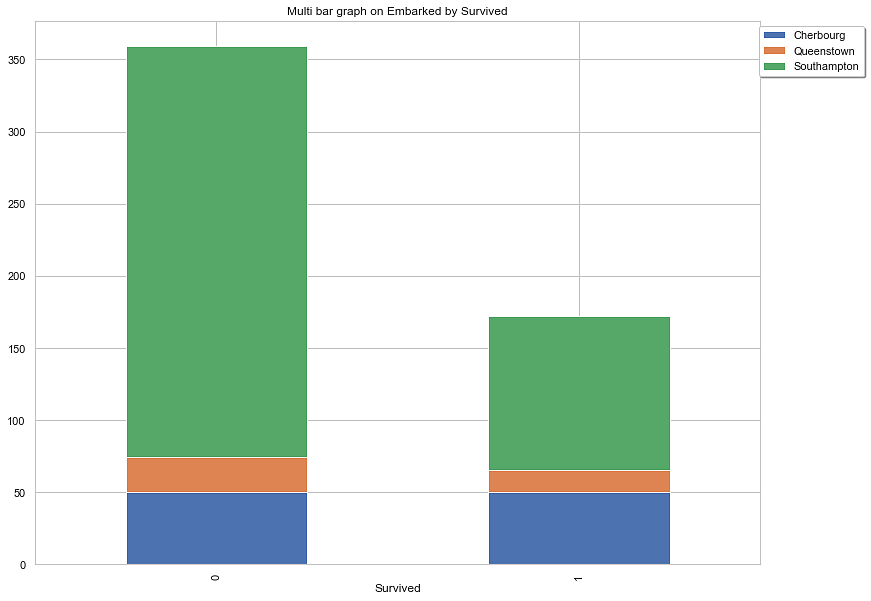 Multi bar graph on Embarked by Survived
Cherbourg
Queenstown
Southampton
350
300
250
200
150
100
50
0
0
1
Survived